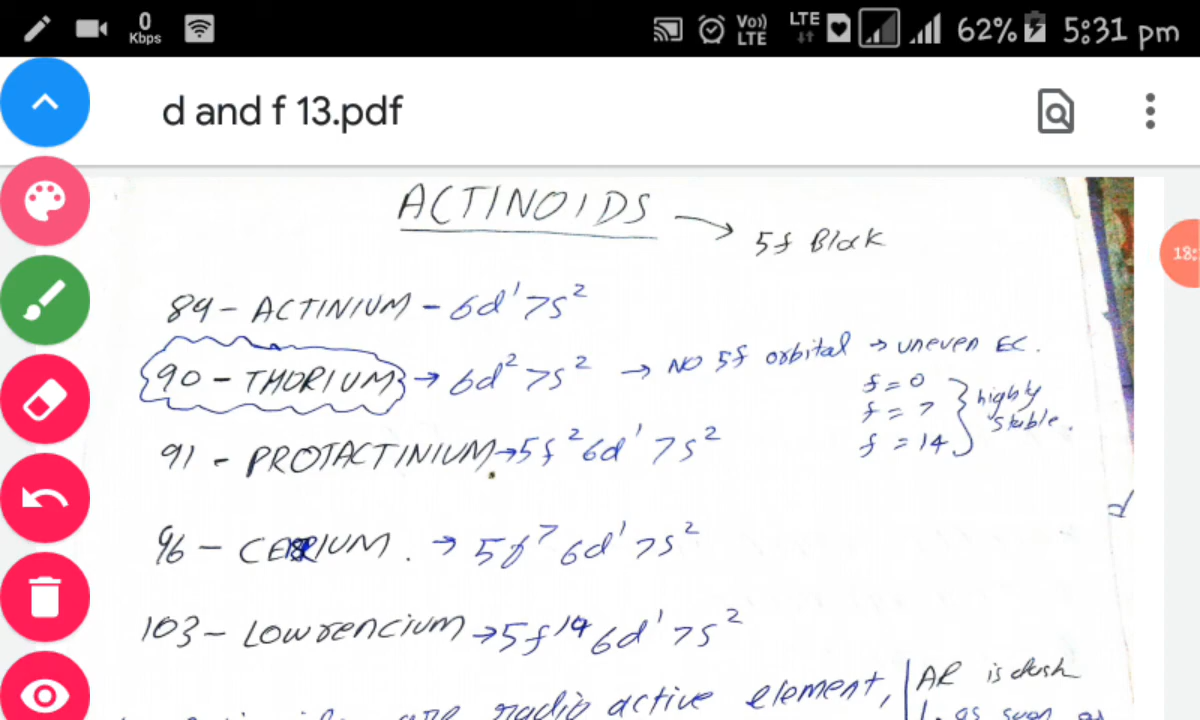 0 Kbps Vo)) LTE LTE 62% 5:31 pm
d and f 13.pdf
18:
ACTINOIDS → 5f Block
89 - ACTINIUM - 6d¹7s²
90 - THORIUM → 6d²7s² → NO 5f orbital → uneven EC.
f=0
f=7 } highly stable.
f=14
91 - PROTACTINIUM → 5f²6d¹7s²
d
96 - CERIUM. → 5f⁷6d¹7s²
103 - Lowrencium → 5f¹⁴6d¹7s²
are radio active element, AR is
as soon as